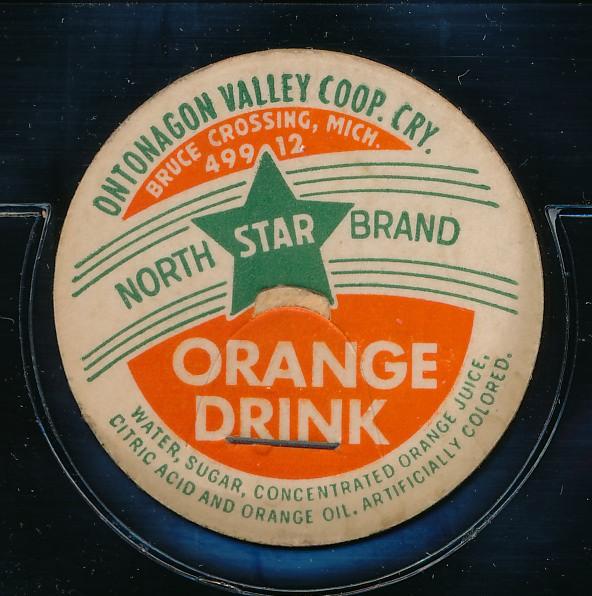 ONTONAGON VALLEY COOP. CRY.
BRUCE CROSSING, MICH.
499 12
NORTH STAR BRAND
ORANGE
DRINK
WATER, SUGAR, CONCENTRATED ORANGE JUICE,
CITRIC ACID AND ORANGE OIL. ARTIFICIALLY COLORED.